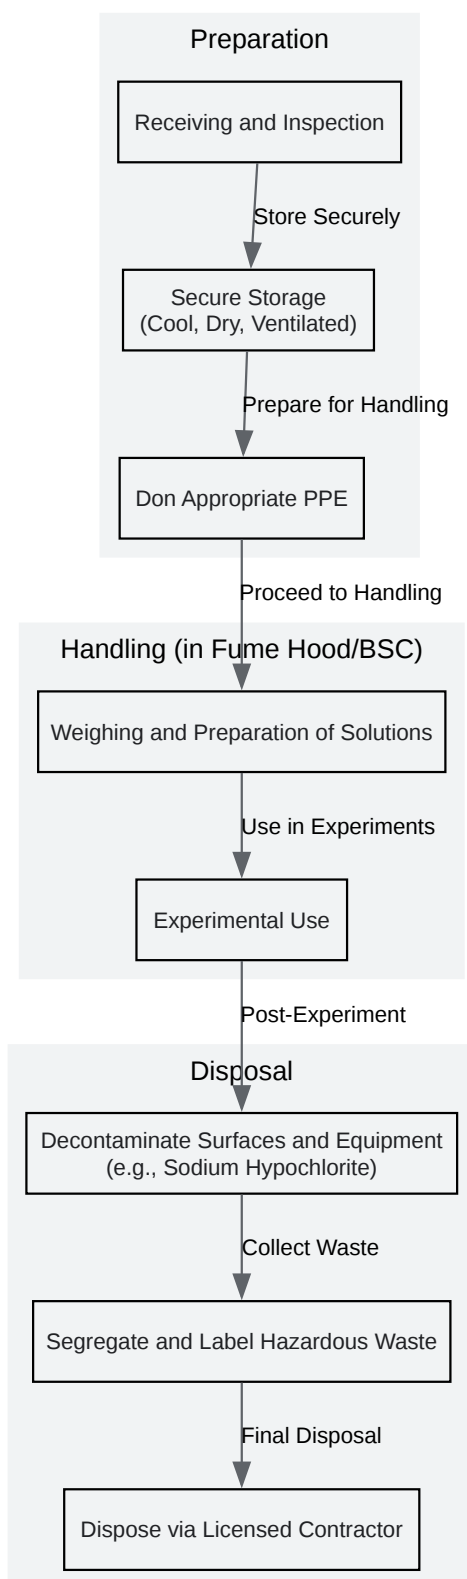 Preparation
Receiving and Inspection
Store Securely
Secure Storage
(Cool, Dry, Ventilated)
Prepare for Handling
Don Appropriate PPE
Proceed to Handling
Handling (in Fume Hood/BSC)
Weighing and Preparation of Solutions
Use in Experiments
Experimental Use
Post-Experiment
Disposal
Decontaminate Surfaces and Equipment
(e.g., Sodium Hypochlorite)
Collect Waste
Segregate and Label Hazardous Waste
Final Disposal
Dispose via Licensed Contractor